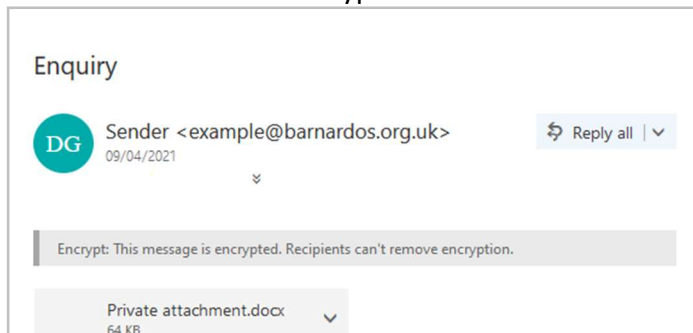 Enquiry
DG
Sender <example@barnardos.org.uk>
09/04/2021
Reply all
Encrypt: This message is encrypted. Recipients can't remove encryption.
Private attachment.docx
64 KB